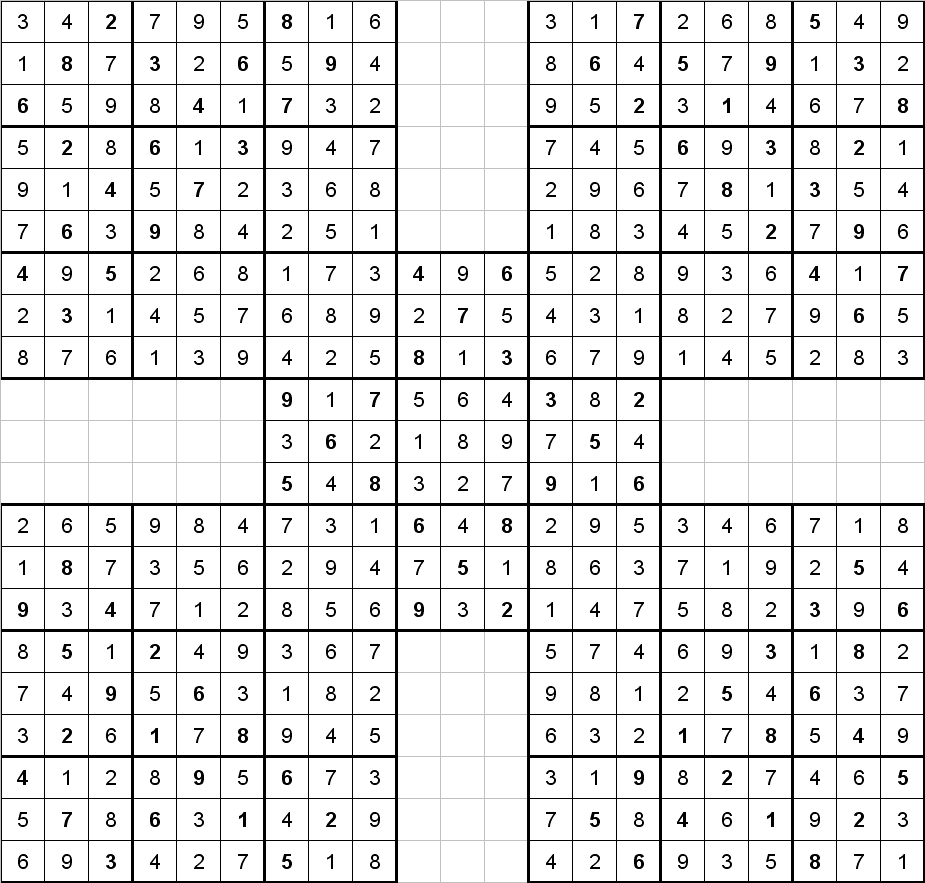 3 4 2 7 9 5 8 1 6 3 1 7 2 6 8 5 4 9
1 8 7 3 2 6 5 9 4 8 6 4 5 7 9 1 3 2
6 5 9 8 4 1 7 3 2 9 5 2 3 1 4 6 7 8
5 2 8 6 1 3 9 4 7 7 4 5 6 9 3 8 2 1
9 1 4 5 7 2 3 6 8 2 9 6 7 8 1 3 5 4
7 6 3 9 8 4 2 5 1 1 8 3 4 5 2 7 9 6
4 9 5 2 6 8 1 7 3 4 9 6 5 2 8 9 3 6 4 1 7
2 3 1 4 5 7 6 8 9 2 7 5 4 3 1 8 2 7 9 6 5
8 7 6 1 3 9 4 2 5 8 1 3 6 7 9 1 4 5 2 8 3
9 1 7 5 6 4 3 8 2
3 6 2 1 8 9 7 5 4
5 4 8 3 2 7 9 1 6
2 6 5 9 8 4 7 3 1 6 4 8 2 9 5 3 4 6 7 1 8
1 8 7 3 5 6 2 9 4 7 5 1 8 6 3 7 1 9 2 5 4
9 3 4 7 1 2 8 5 6 9 3 2 1 4 7 5 8 2 3 9 6
8 5 1 2 4 9 3 6 7 5 7 4 6 9 3 1 8 2
7 4 9 5 6 3 1 8 2 9 8 1 2 5 4 6 3 7
3 2 6 1 7 8 9 4 5 6 3 2 1 7 8 5 4 9
4 1 2 8 9 5 6 7 3 3 1 9 8 2 7 4 6 5
5 7 8 6 3 1 4 2 9 7 5 8 4 6 1 9 2 3
6 9 3 4 2 7 5 1 8 4 2 6 9 3 5 8 7 1